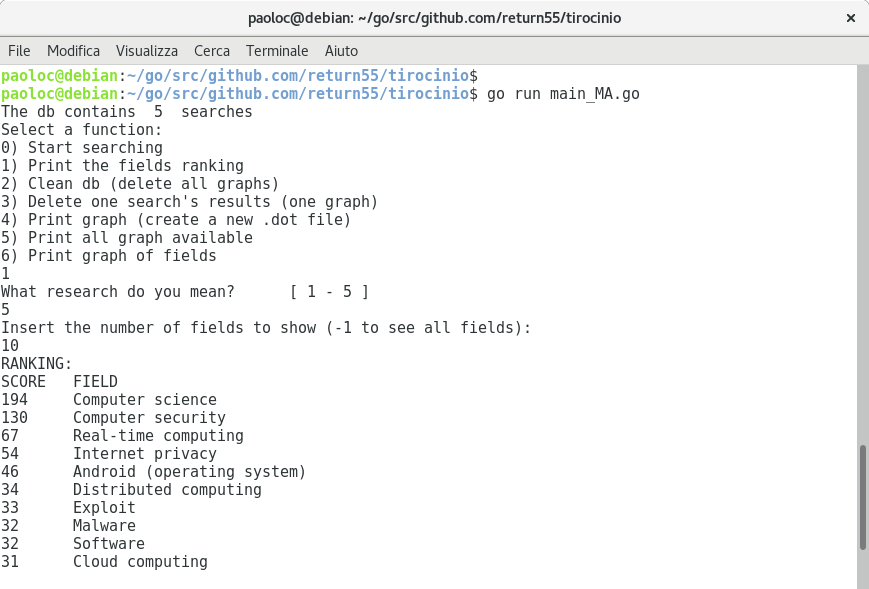 paoloc@debian: ~/go/src/github.com/return55/tirocinio ×
File Modifica Visualizza Cerca Terminale Aiuto
paoloc@debian:~/go/src/github.com/return55/tirocinio$
paoloc@debian:~/go/src/github.com/return55/tirocinio$ go run main_MA.go
The db contains  5  searches
Select a function:
0) Start searching
1) Print the fields ranking
2) Clean db (delete all graphs)
3) Delete one search's results (one graph)
4) Print graph (create a new .dot file)
5) Print all graph available
6) Print graph of fields
1
What research do you mean?      [ 1 - 5 ]
5
Insert the number of fields to show (-1 to see all fields):
10
RANKING:
SCORE   FIELD
194     Computer science
130     Computer security
67      Real-time computing
54      Internet privacy
46      Android (operating system)
34      Distributed computing
33      Exploit
32      Malware
32      Software
31      Cloud computing